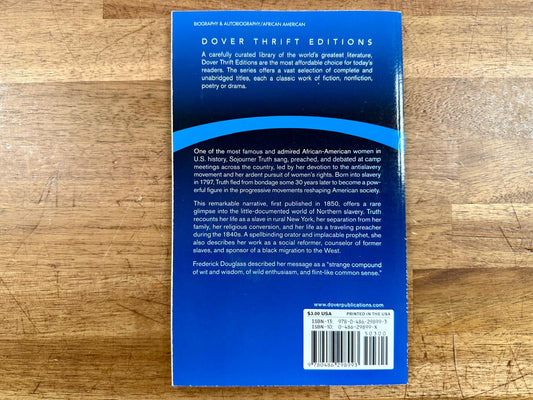 BIOGRAPHY & AUTOBIOGRAPHY/AFRICAN AMERICAN
DOVER THRIFT EDITIONS
A carefully curated library of the world's greatest literature,
Dover Thrift Editions are the most affordable choice for today's
readers. The series offers a vast selection of complete and
unabridged titles, each a classic work of fiction, nonfiction,
poetry or drama.
One of the most famous and admired African-American women in
U.S. history, Sojourner Truth sang, preached, and debated at camp
meetings across the country, led by her devotion to the antislavery
movement and her ardent pursuit of women's rights. Born into slavery
in 1797, Truth fled from bondage some 30 years later to become a pow-
erful figure in the progressive movements reshaping American society.
This remarkable narrative, first published in 1850, offers a rare
glimpse into the little-documented world of Northern slavery. Truth
recounts her life as a slave in rural New York, her separation from her
family, her religious conversion, and her life as a traveling preacher
during the 1840s. A spellbinding orator and implacable prophet, she
also describes her work as a social reformer, counselor of former
slaves, and sponsor of a black migration to the West.
Frederick Douglass described her message as a "strange compound
of wit and wisdom, of wild enthusiasm, and flint-like common sense."
www.doverpublications.com
$3.00 USA PRINTED IN THE USA
ISBN-13: 978-0-486-29899-3
ISBN-10: 0-486-29899-X
50300
9 780486 298993